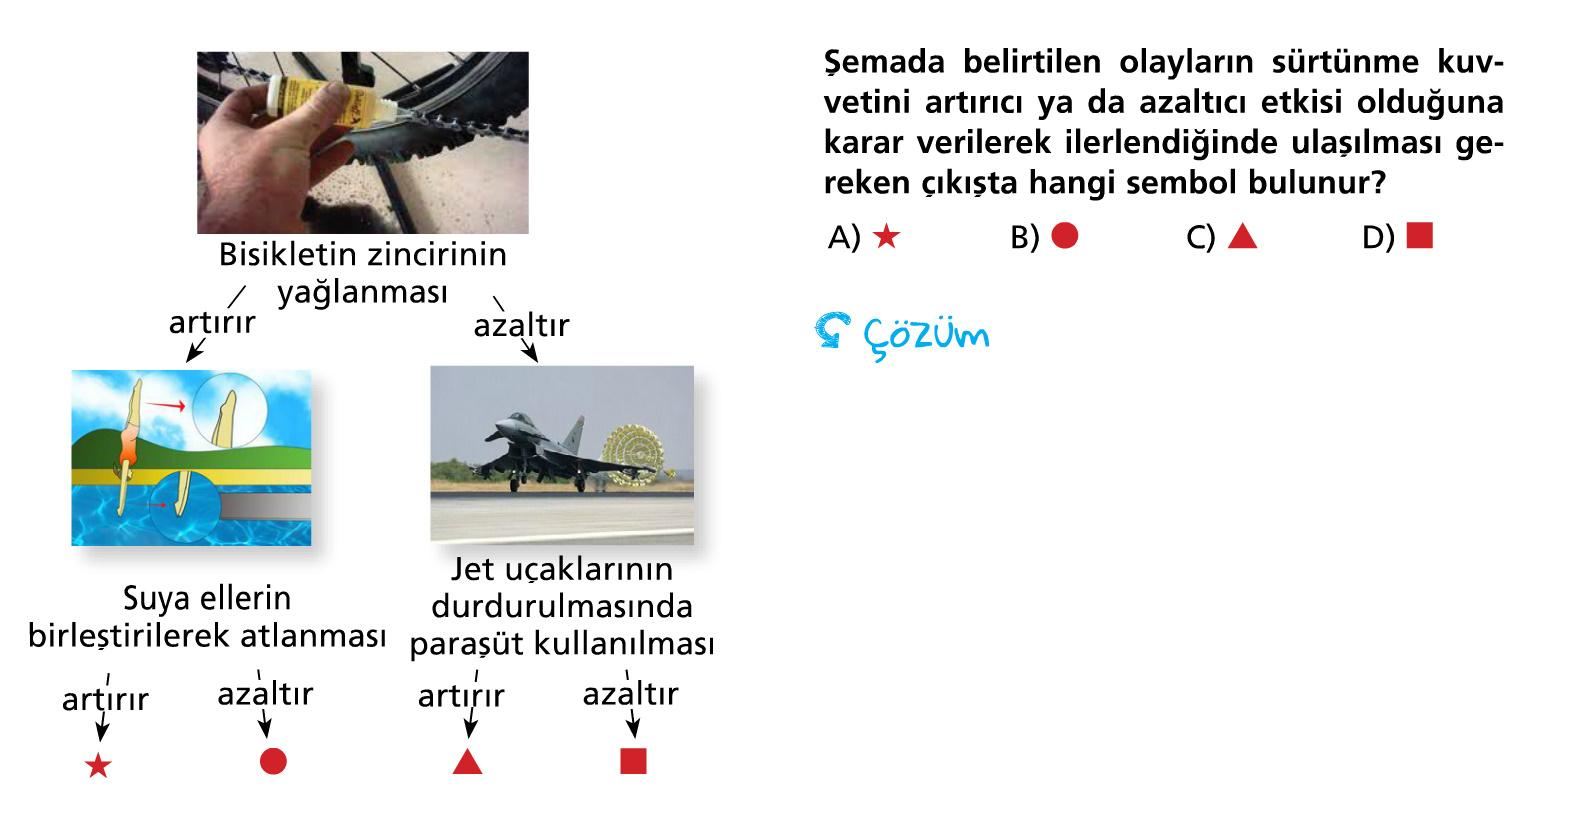 Bisikletin zincirinin
yağlanması
artırır
azaltır
Suya ellerin
birleştirilerek atlanması
Jet uçaklarının
durdurulmasında
paraşüt kullanılması
artırır
azaltır
artırır
azaltır
Şemada belirtilen olayların sürtünme kuv-
vetini artırıcı ya da azaltıcı etkisi olduğuna
karar verilerek ilerlendiğinde ulaşılması ge-
reken çıkışta hangi sembol bulunur?
A) ★ B) ● C) ▲ D) ■
Çözüm